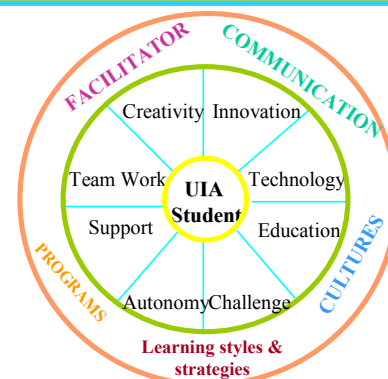 FACILITATOR
COMMUNICATION
Creativity
Innovation
Team Work
UIA
Student
Technology
Support
Education
PROGRAMS
CULTURES
Autonomy
Challenge
Learning styles &
strategies